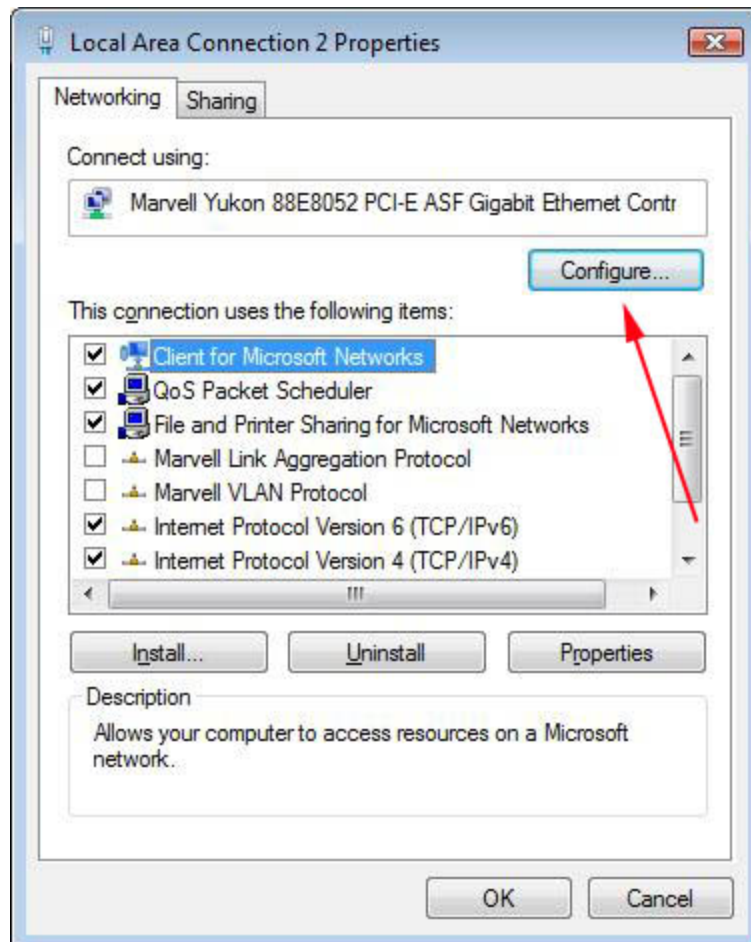 Local Area Connection 2 Properties
Networking
Sharing
Connect using:
Marvell Yukon 88E8052 PCI-E ASF Gigabit Ethernet Contr
Configure...
This connection uses the following items:
Client for Microsoft Networks
QoS Packet Scheduler
File and Printer Sharing for Microsoft Networks
Marvell Link Aggregation Protocol
Marvell VLAN Protocol
Internet Protocol Version 6 (TCP/IPv6)
Internet Protocol Version 4 (TCP/IPv4)
Install...
Uninstall
Properties
Description
Allows your computer to access resources on a Microsoft
network.
OK
Cancel